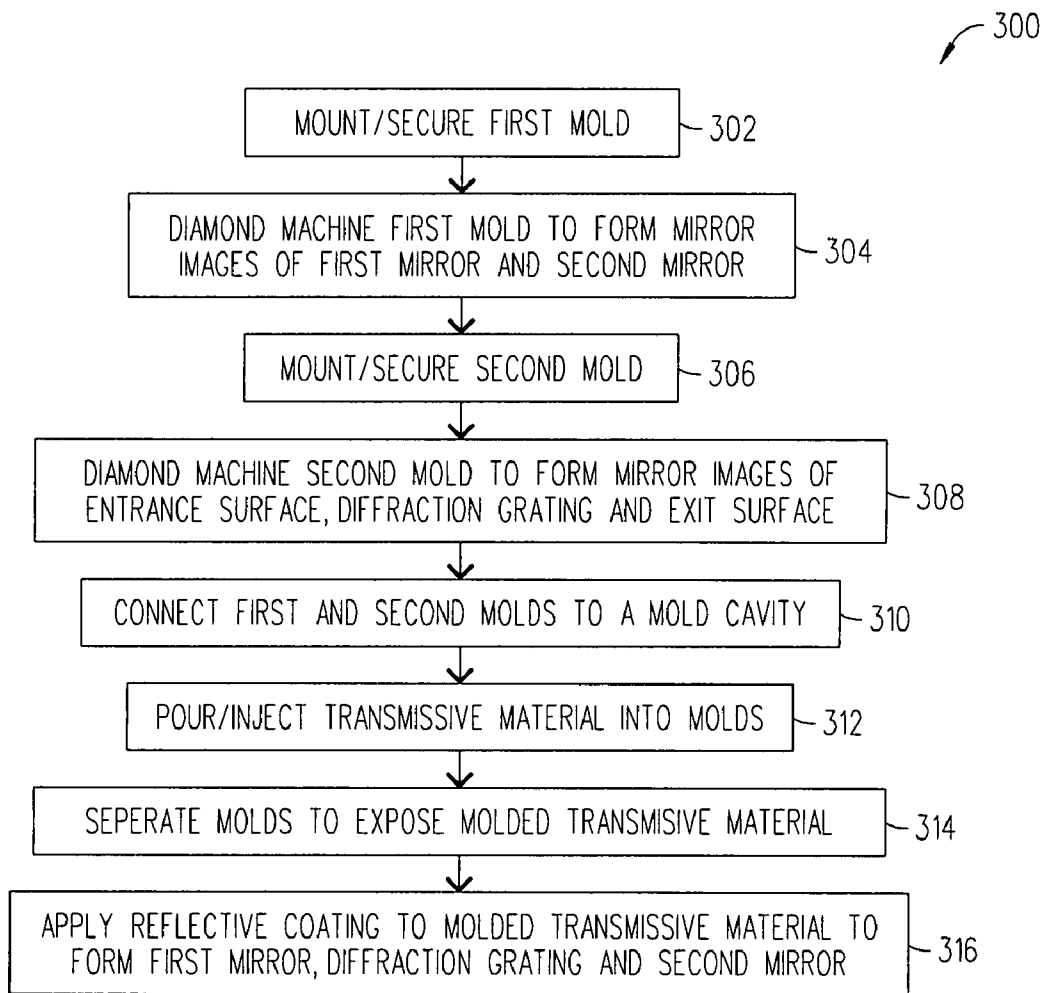 300
MOUNT/SECURE FIRST MOLD
302
DIAMOND MACHINE FIRST MOLD TO FORM MIRROR
IMAGES OF FIRST MIRROR AND SECOND MIRROR
304
MOUNT/SECURE SECOND MOLD
306
DIAMOND MACHINE SECOND MOLD TO FORM MIRROR IMAGES OF
ENTRANCE SURFACE, DIFFRACTION GRATING AND EXIT SURFACE
308
CONNECT FIRST AND SECOND MOLDS TO A MOLD CAVITY
310
POUR/INJECT TRANSMISSIVE MATERIAL INTO MOLDS
312
SEPERATE MOLDS TO EXPOSE MOLDED TRANSMISIVE MATERIAL
314
APPLY REFLECTIVE COATING TO MOLDED TRANSMISSIVE MATERIAL TO
FORM FIRST MIRROR, DIFFRACTION GRATING AND SECOND MIRROR
316